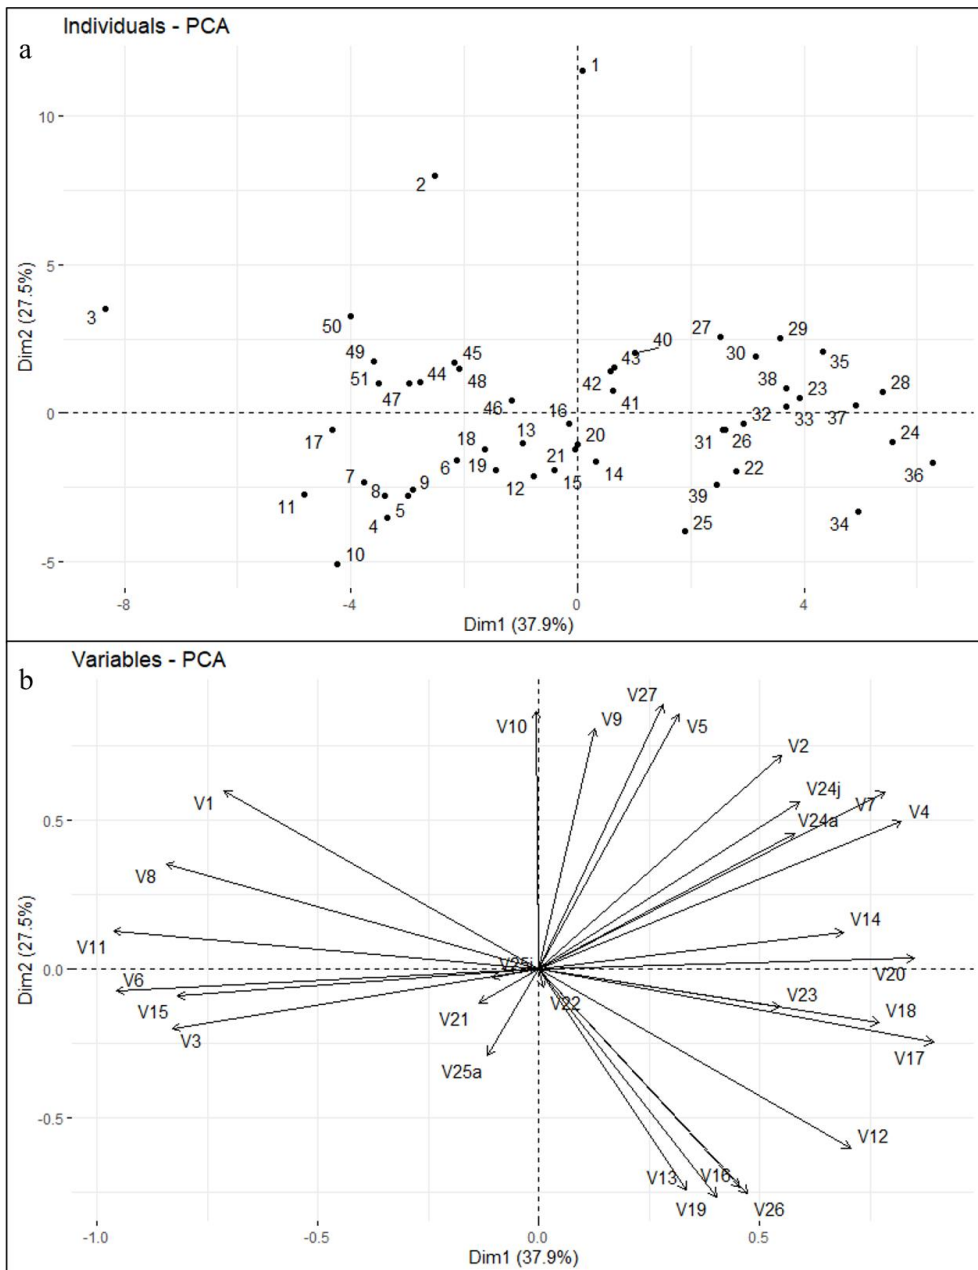 Individuals - PCA
a
1
10
2
5
3
50
27
29
40
49
45
43
30
35
51
44
48
42
38
23
28
47
46
41
0
16
32
33
37
17
18
13
20
31
26
24
7
6
19
21
22
36
11
8
9
12
15
14
39
4
5
25
34
10
-5
-8
-4
0
4
Dim1 (37.9%)
Dim2 (27.5%)
Variables - PCA
b
V27
V10
V9
V5
V2
V24j
V7
V1
V4
0.5
V24a
V8
V14
V11
0.0
V25j
V20
V6
V23
V15
V21
V22
V18
V3
V17
V25a
-0.5
V12
V13
V16
V19
V26
-1.0
-0.5
0.0
0.5
Dim1 (37.9%)
Dim2 (27.5%)